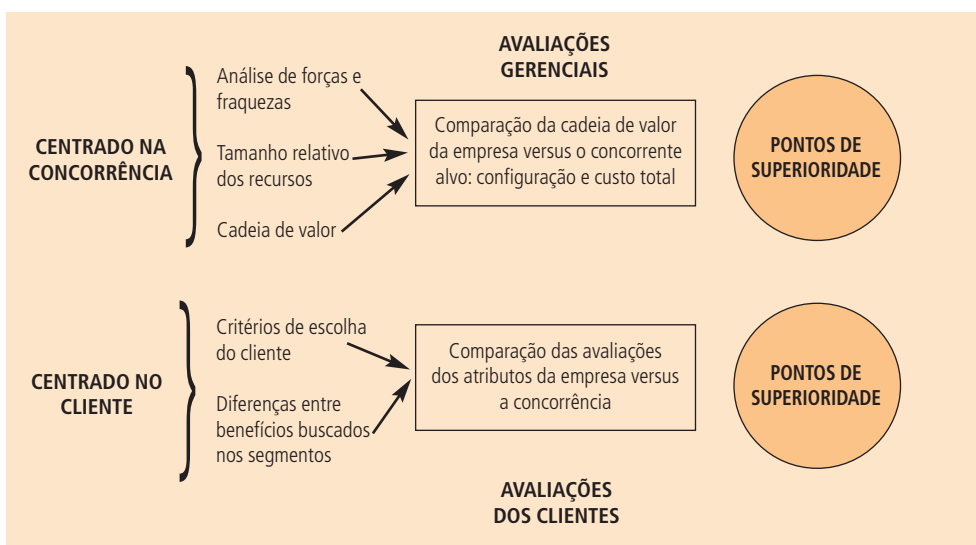 AVALIAÇÕES
GERENCIAIS
CENTRADO NA
CONCORRÊNCIA
Análise de forças e
fraquezas
Tamanho relativo
dos recursos
Cadeia de valor
Comparação da cadeia de valor
da empresa versus o concorrente
alvo: configuração e custo total
PONTOS DE
SUPERIORIDADE
CENTRADO NO
CLIENTE
Critérios de escolha
do cliente
Diferenças entre
benefícios buscados
nos segmentos
Comparação das avaliações
dos atributos da empresa versus
a concorrência
PONTOS DE
SUPERIORIDADE
AVALIAÇÕES
DOS CLIENTES